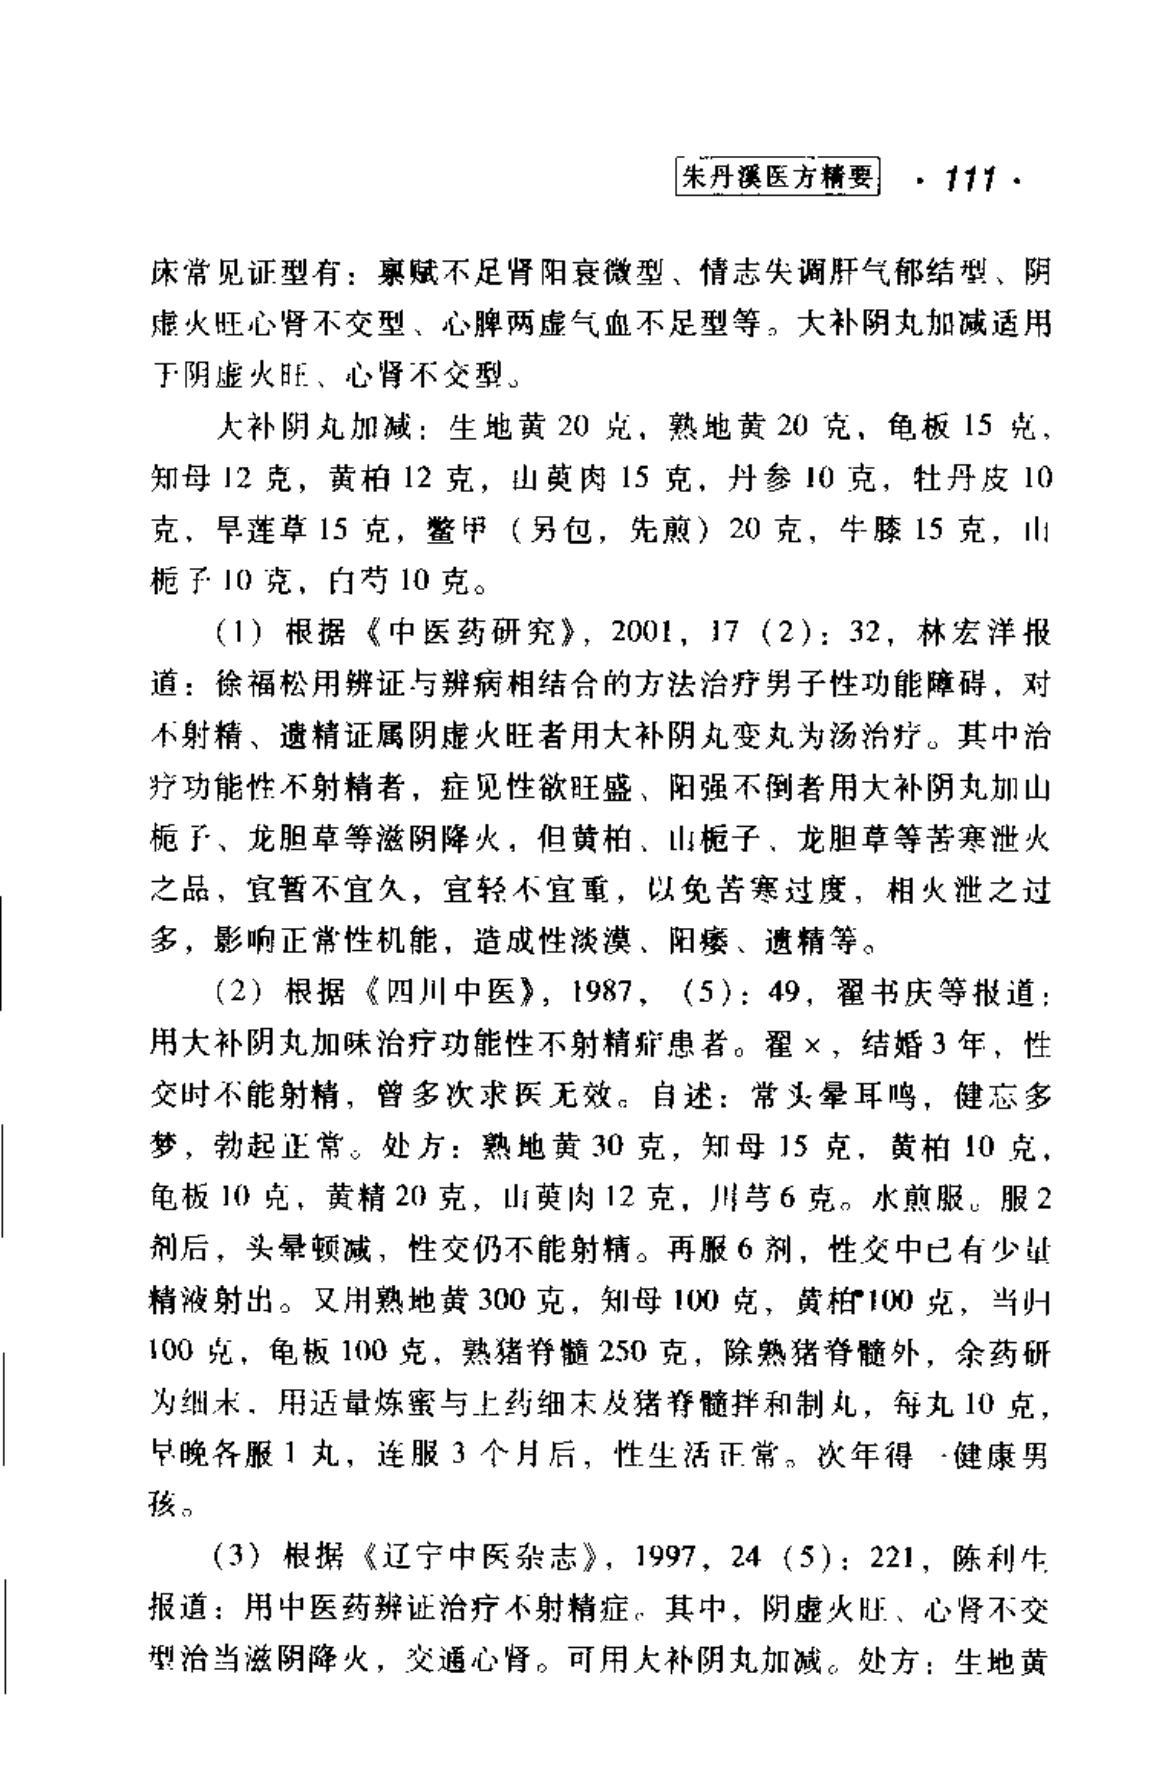 朱丹溪医方精要 ·111·
床常见证型有：禀赋不足肾阳衰微型、情志失调肝气郁结型、阴
虚火旺心肾不交型、心脾两虚气血不足型等。大补阴丸加减适用
于阴虚火旺、心肾不交型。
大补阴丸加减：生地黄20 克，熟地黄20 克，龟板 15 克，
知母 12 克，黄柏 12 克，山萸肉 15 克，丹参 10 克，牡丹皮 10
克，旱莲草 15 克，鳖甲（另包，先煎）20 克，牛膝 15 克，山
栀子 10 克，白芍 10 克。
（1）根据《中医药研究》，2001，17（2）：32，林宏洋报
道：徐福松用辨证与辨病相结合的方法治疗男子性功能障碍，对
不射精、遗精证属阴虚火旺者用大补阴丸变丸为汤治疗。其中治
疗功能性不射精者，症见性欲旺盛、阳强不倒者用大补阴丸加山
栀子、龙胆草等滋阴降火，但黄柏、山栀子、龙胆草等苦寒泄火
之品，宜暂不宜久，宜轻不宜重，以免苦寒过度，相火泄之过
多，影响正常性机能，造成性淡漠、阳痿、遗精等。
（2）根据《四川中医》，1987，（5）：49，翟书庆等报道：
用大补阴丸加味治疗功能性不射精症患者。翟×，结婚 3 年，性
交时不能射精，曾多次求医无效。自述：常头晕耳鸣，健忘多
梦，勃起正常。处方：熟地黄 30 克，知母 15 克，黄柏 10 克，
龟板 10 克，黄精 20 克，山萸肉 12 克，川芎 6 克。水煎服。服 2
剂后，头晕顿减，性交仍不能射精。再服 6 剂，性交中已有少量
精液射出。又用熟地黄 300 克，知母 100 克，黄柏 100 克，当归
100 克，龟板 100 克，熟猪脊髓 250 克，除熟猪脊髓外，余药研
为细末，用适量炼蜜与上药细末及猪脊髓拌和制丸，每丸 10 克，
早晚各服 1 丸，连服 3 个月后，性生活正常。次年得一健康男
孩。
（3）根据《辽宁中医杂志》，1997，24（5）：221，陈利生
报道：用中医药辨证治疗不射精症。其中，阴虚火旺、心肾不交
型治当滋阴降火，交通心肾。可用大补阴丸加减。处方：生地黄